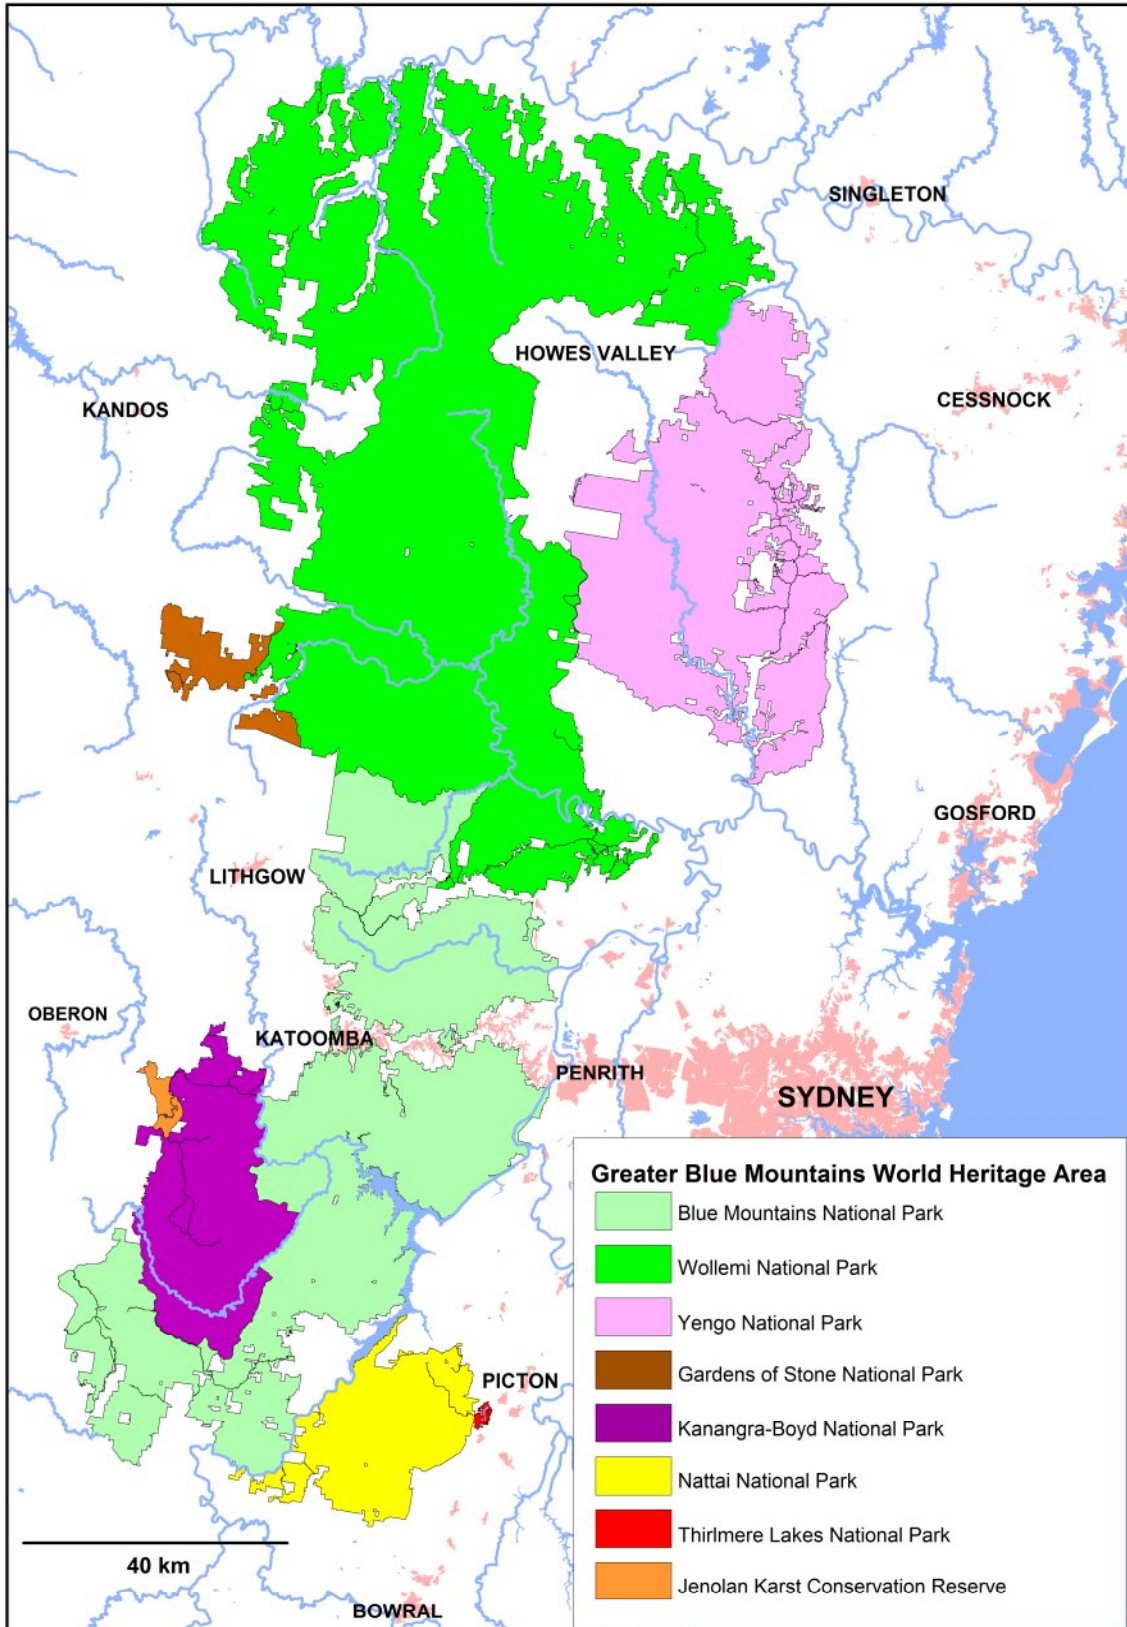 SINGLETON
HOWES VALLEY
KANDOS
CESSNOCK
GOSFORD
LITHGOW
OBERON
KATOOMBA
PENRITH
SYDNEY
Greater Blue Mountains World Heritage Area
Blue Mountains National Park
Wollemi National Park
Yengo National Park
Gardens of Stone National Park
PICTON
Kanangra-Boyd National Park
Nattai National Park
Thirlmere Lakes National Park
40 km
Jenolan Karst Conservation Reserve
BOWRAL